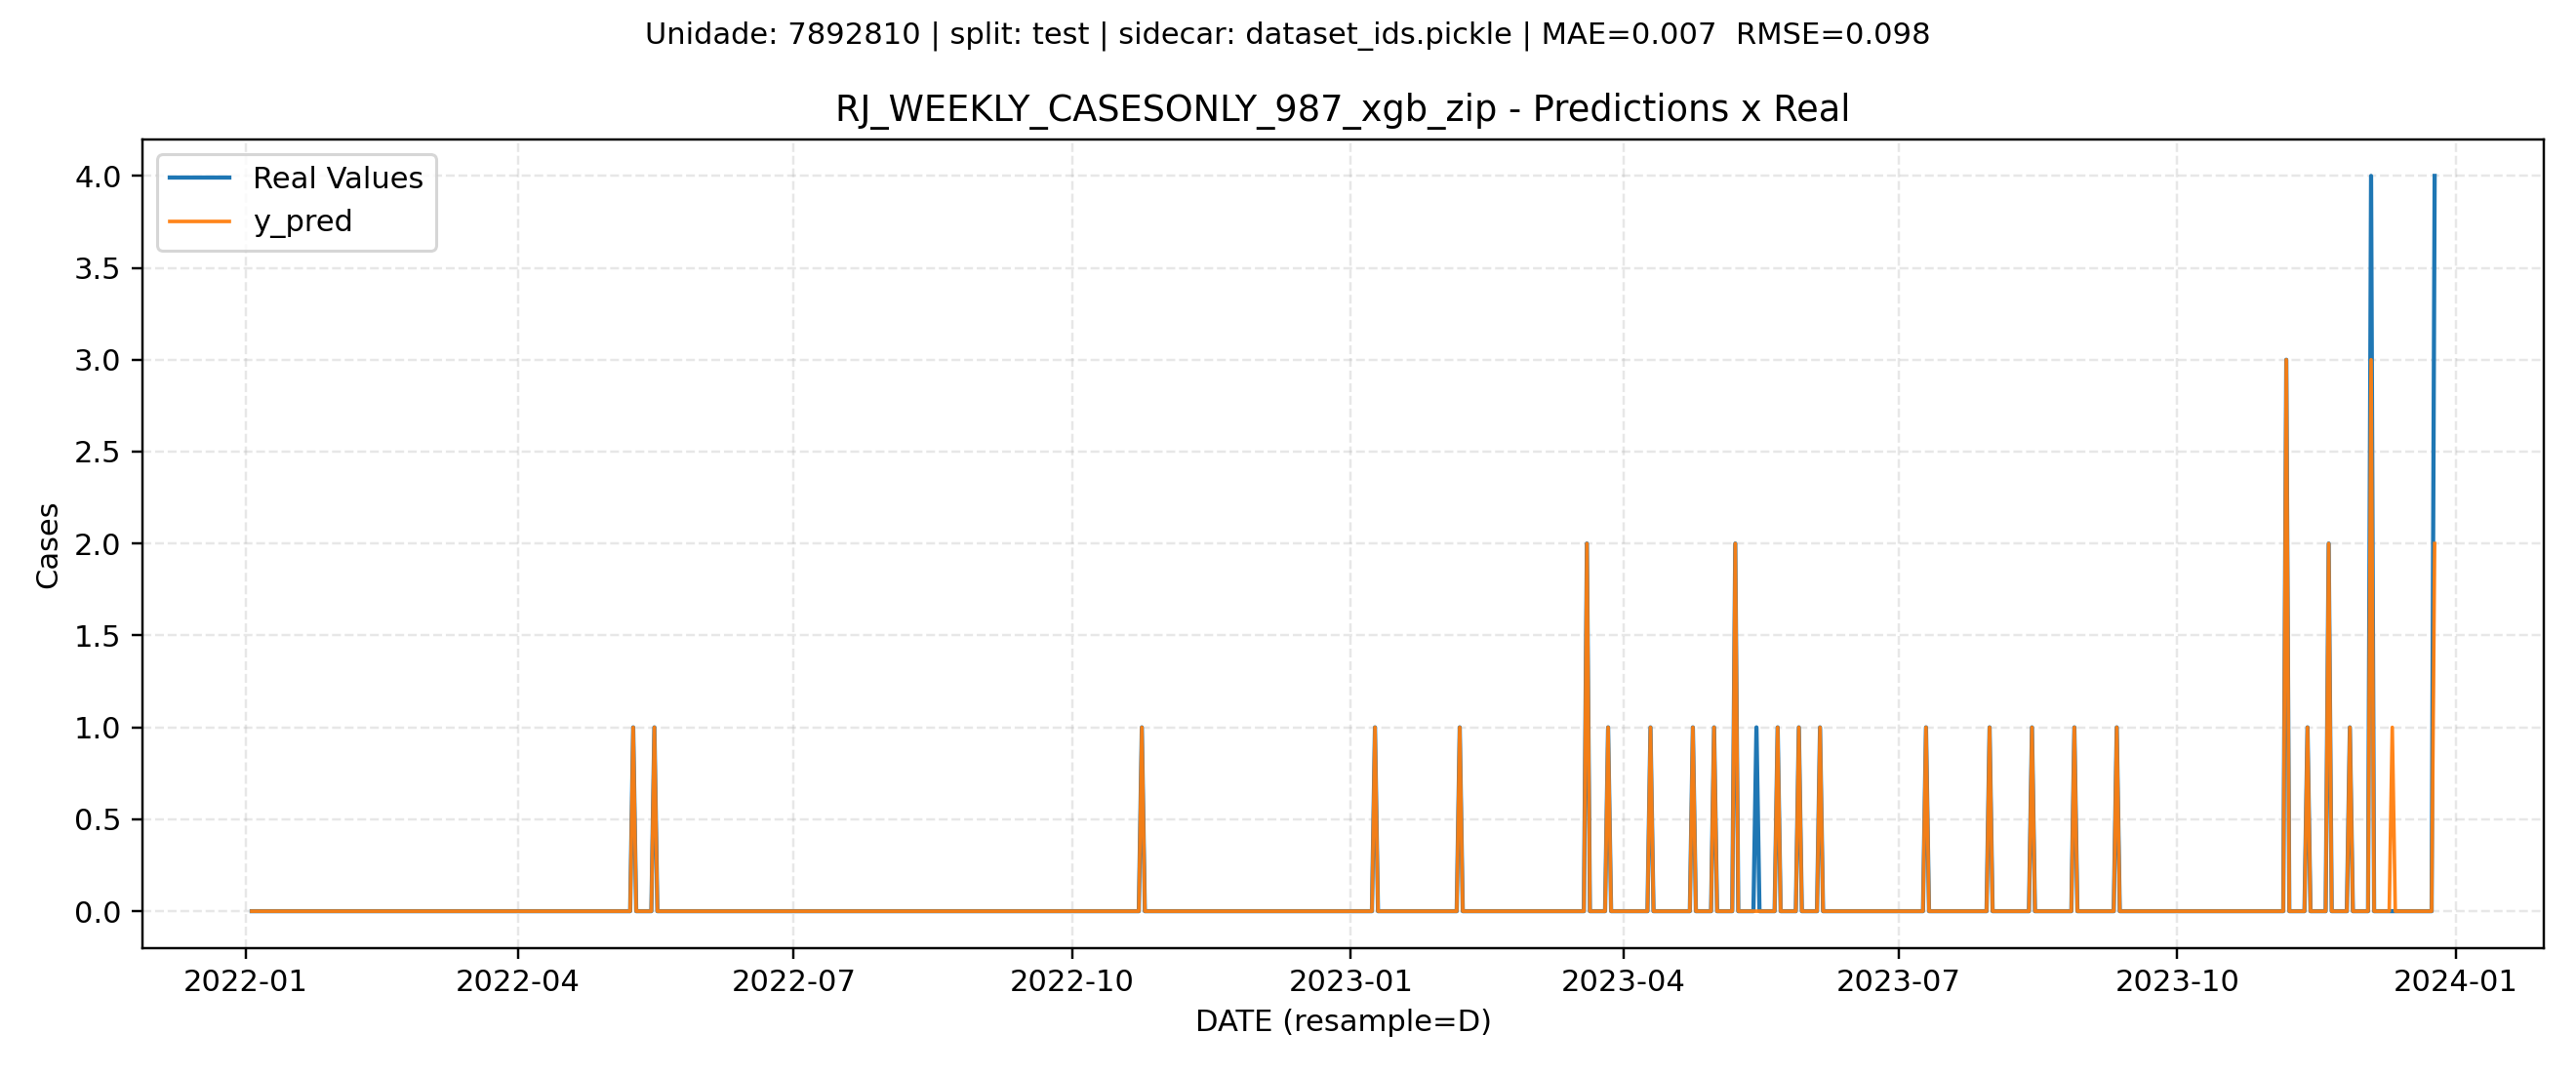 Unidade: 7892810 | split: test | sidecar: dataset_ids.pickle | MAE=0.007  RMSE=0.098
RJ_WEEKLY_CASESONLY_987_xgb_zip - Predictions x Real
Real Values
y_pred
4.0
3.5
3.0
2.5
2.0
1.5
1.0
0.5
0.0
Cases
2022-01 2022-04 2022-07 2022-10 2023-01 2023-04 2023-07 2023-10 2024-01
DATE (resample=D)